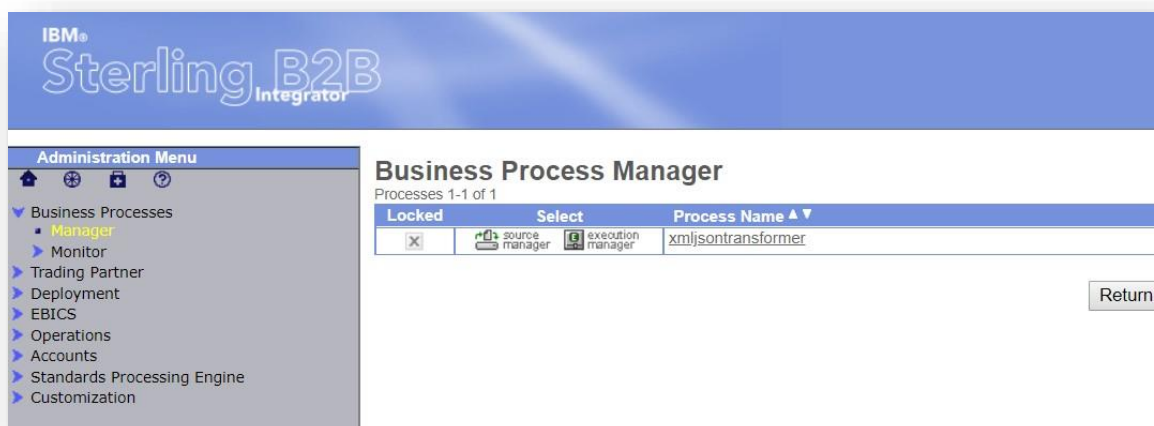 IBM®
Sterling B2B
Integrator
Administration Menu
Business Processes
Manager
Monitor
Trading Partner
Deployment
EBICS
Operations
Accounts
Standards Processing Engine
Customization
Business Process Manager
Processes 1-1 of 1
Locked Select Process Name
source manager execution manager xmljsontransformer
Return